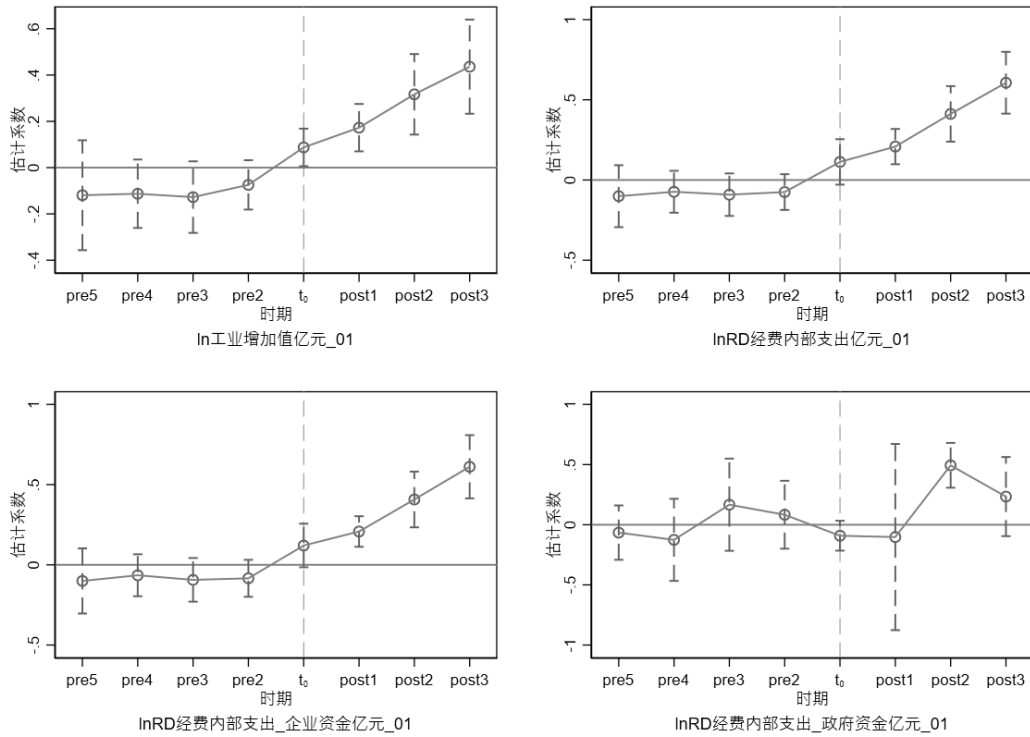 .6
.4
.2
0
-.2
-.4
估计系数
pre5 pre4 pre3 pre2 t₀ post1 post2 post3
时期
ln工业增加值亿元_01
1
.5
0
-.5
估计系数
pre5 pre4 pre3 pre2 t₀ post1 post2 post3
时期
lnRD经费内部支出亿元_01
1
.5
0
-.5
估计系数
pre5 pre4 pre3 pre2 t₀ post1 post2 post3
时期
lnRD经费内部支出_企业资金亿元_01
1
.5
0
-.5
-1
估计系数
pre5 pre4 pre3 pre2 t₀ post1 post2 post3
时期
lnRD经费内部支出_政府资金亿元_01